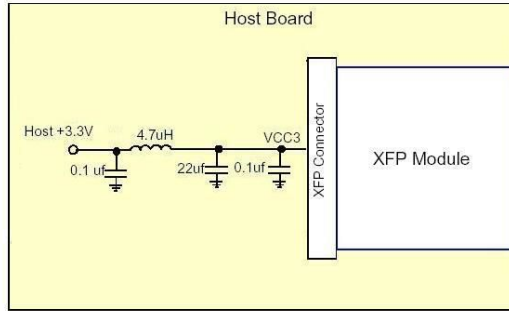 Host Board
Host +3.3V
4.7uH
VCC3
0.1 uf
22uf
0.1uf
XFP Connector
XFP Module